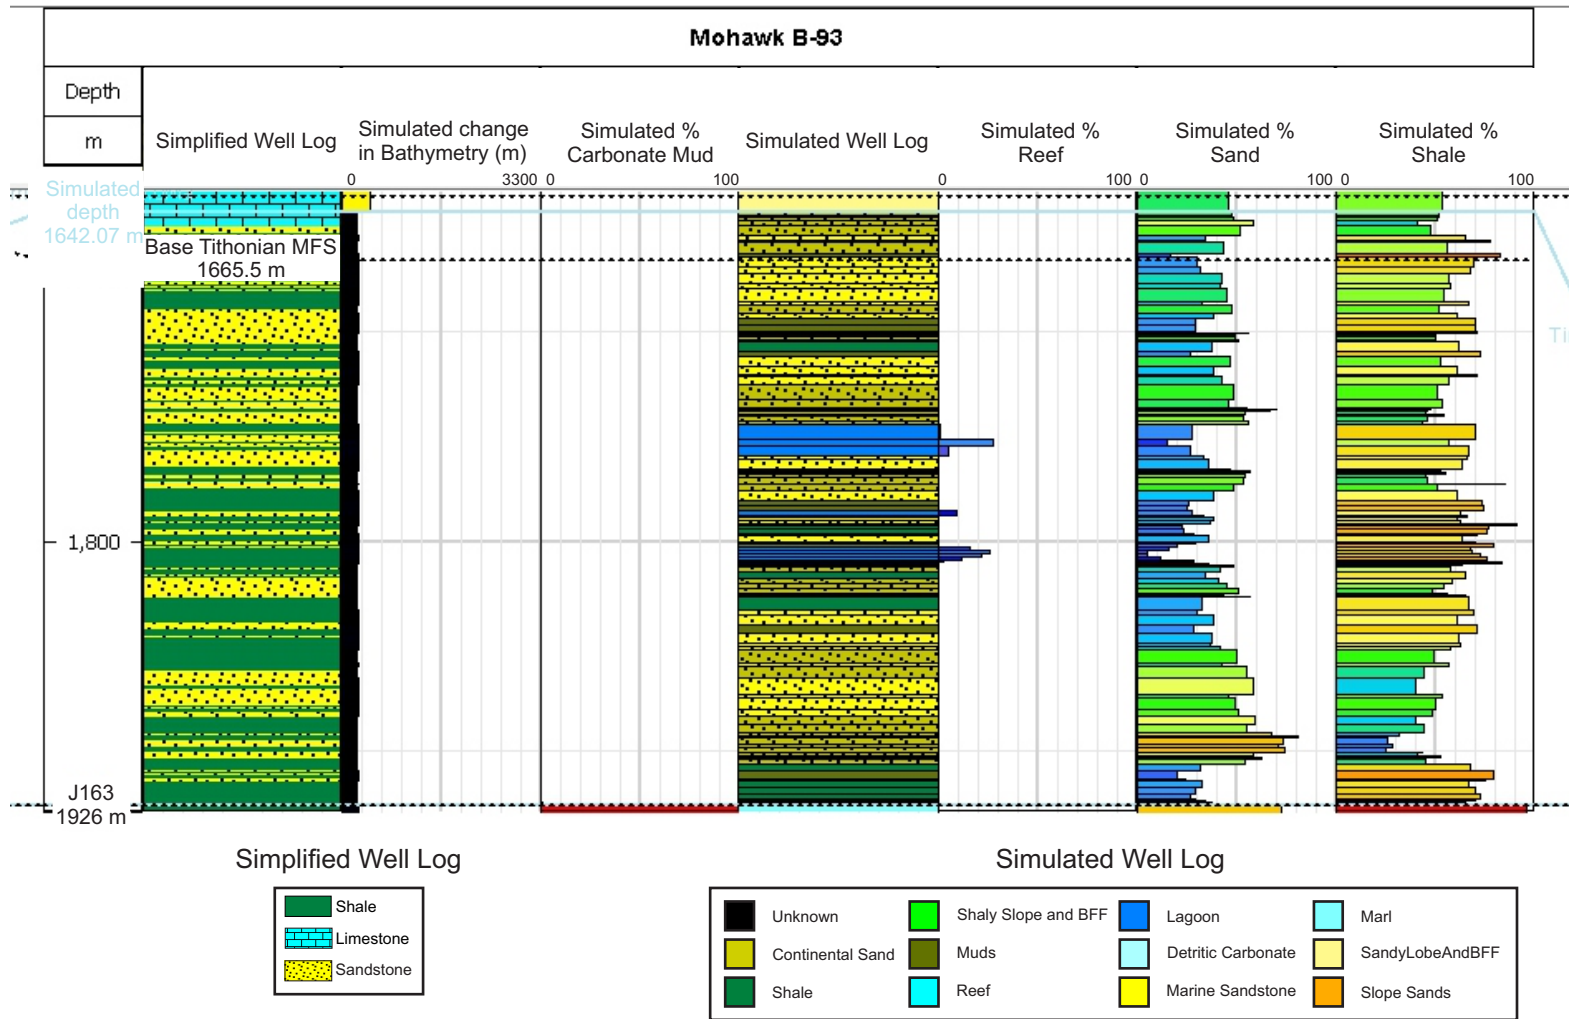 Mohawk B-93
Depth
m
Simplified Well Log
Simulated change
in Bathymetry (m)
Simulated %
Carbonate Mud
Simulated Well Log
Simulated %
Reef
Simulated %
Sand
Simulated %
Shale
0 3300
0 100
0 100
0 100
0 100
Simulated
depth
1642.07 m
Base Tithonian MFS
1665.5 m
1,800
J163
1926 m
Simplified Well Log
Shale
Limestone
Sandstone
Simulated Well Log
Unknown
Shaly Slope and BFF
Lagoon
Marl
Continental Sand
Muds
Detritic Carbonate
SandyLobeAndBFF
Shale
Reef
Marine Sandstone
Slope Sands